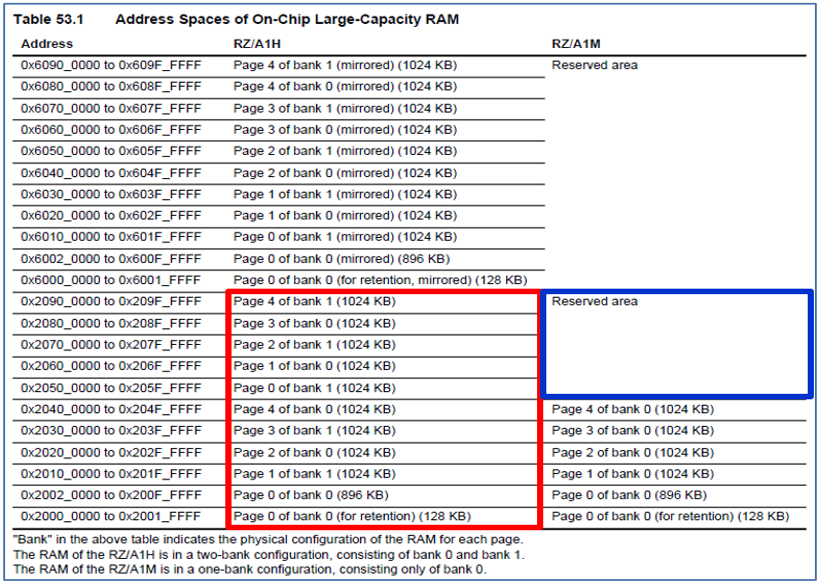 Table 53.1 Address Spaces of On-Chip Large-Capacity RAM
Address RZ/A1H RZ/A1M
0x6090_0000 to 0x609F_FFFF Page 4 of bank 1 (mirrored) (1024 KB) Reserved area
0x6080_0000 to 0x608F_FFFF Page 4 of bank 0 (mirrored) (1024 KB)
0x6070_0000 to 0x607F_FFFF Page 3 of bank 1 (mirrored) (1024 KB)
0x6060_0000 to 0x606F_FFFF Page 3 of bank 0 (mirrored) (1024 KB)
0x6050_0000 to 0x605F_FFFF Page 2 of bank 1 (mirrored) (1024 KB)
0x6040_0000 to 0x604F_FFFF Page 2 of bank 0 (mirrored) (1024 KB)
0x6030_0000 to 0x603F_FFFF Page 1 of bank 1 (mirrored) (1024 KB)
0x6020_0000 to 0x602F_FFFF Page 1 of bank 0 (mirrored) (1024 KB)
0x6010_0000 to 0x601F_FFFF Page 0 of bank 1 (mirrored) (1024 KB)
0x6002_0000 to 0x600F_FFFF Page 0 of bank 0 (mirrored) (896 KB)
0x6000_0000 to 0x6001_FFFF Page 0 of bank 0 (for retention, mirrored) (128 KB)
0x2090_0000 to 0x209F_FFFF Page 4 of bank 1 (1024 KB) Reserved area
0x2080_0000 to 0x208F_FFFF Page 3 of bank 0 (1024 KB)
0x2070_0000 to 0x207F_FFFF Page 2 of bank 1 (1024 KB)
0x2060_0000 to 0x206F_FFFF Page 1 of bank 0 (1024 KB)
0x2050_0000 to 0x205F_FFFF Page 0 of bank 1 (1024 KB)
0x2040_0000 to 0x204F_FFFF Page 4 of bank 0 (1024 KB) Page 4 of bank 0 (1024 KB)
0x2030_0000 to 0x203F_FFFF Page 3 of bank 1 (1024 KB) Page 3 of bank 0 (1024 KB)
0x2020_0000 to 0x202F_FFFF Page 2 of bank 0 (1024 KB) Page 2 of bank 0 (1024 KB)
0x2010_0000 to 0x201F_FFFF Page 1 of bank 1 (1024 KB) Page 1 of bank 0 (1024 KB)
0x2002_0000 to 0x200F_FFFF Page 0 of bank 0 (896 KB) Page 0 of bank 0 (896 KB)
0x2000_0000 to 0x2001_FFFF Page 0 of bank 0 (for retention) (128 KB) Page 0 of bank 0 (for retention) (128 KB)
"Bank" in the above table indicates the physical configuration of the RAM for each page.
The RAM of the RZ/A1H is in a two-bank configuration, consisting of bank 0 and bank 1.
The RAM of the RZ/A1M is in a one-bank configuration, consisting only of bank 0.